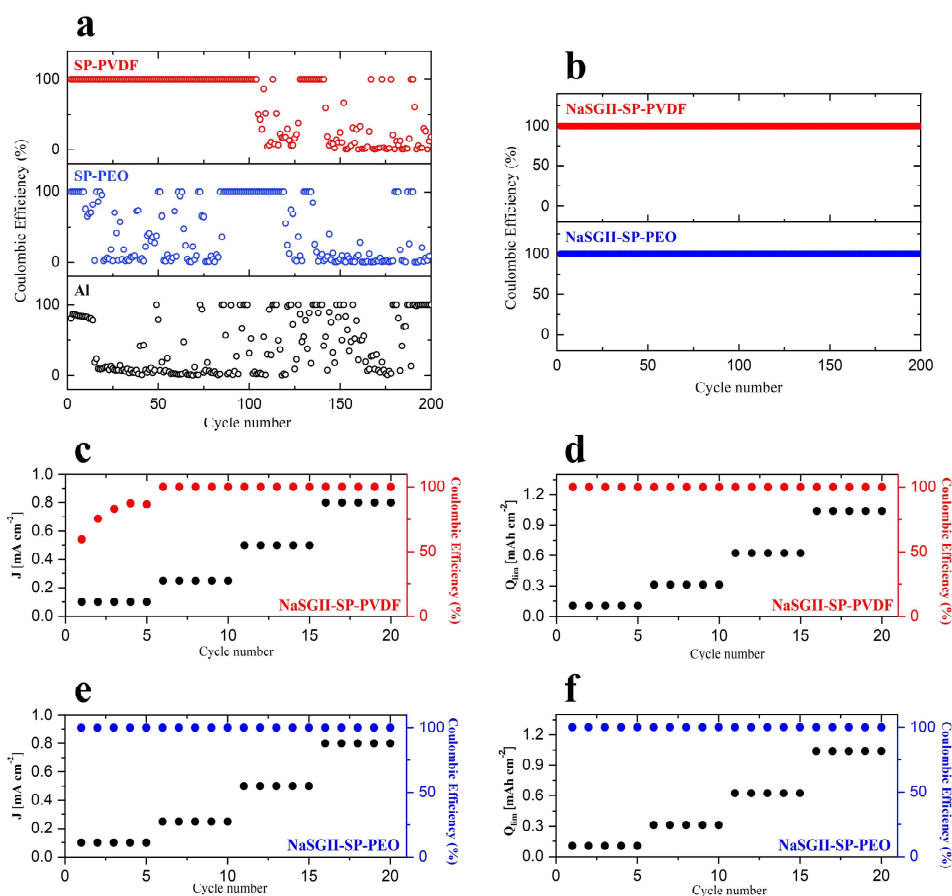 a
SP-PVDF
100
0
SP-PEO
100
0
Al
100
0
Coulombic Efficiency (%)
0 50 100 150 200
Cycle number
b
NaSGII-SP-PVDF
100
50
0
NaSGII-SP-PEO
100
50
0
Coulombic Efficiency (%)
0 50 100 150 200
Cycle number
c
1.0
0.8
0.6
0.4
0.2
0.0
J [mA cm-2]
100
50
0
Coulombic Efficiency (%)
NaSGII-SP-PVDF
0 5 10 15 20
Cycle number
d
1.2
0.9
0.6
0.3
0.0
Qlim [mAh cm-2]
100
50
0
Coulombic Efficiency (%)
NaSGII-SP-PVDF
0 5 10 15 20
Cycle number
e
1.0
0.8
0.6
0.4
0.2
0.0
J [mA cm-2]
100
50
0
Coulombic Efficiency (%)
NaSGII-SP-PEO
0 5 10 15 20
Cycle number
f
1.2
0.9
0.6
0.3
0.0
Qlim [mAh cm-2]
100
50
0
Coulombic Efficiency (%)
NaSGII-SP-PEO
0 5 10 15 20
Cycle number